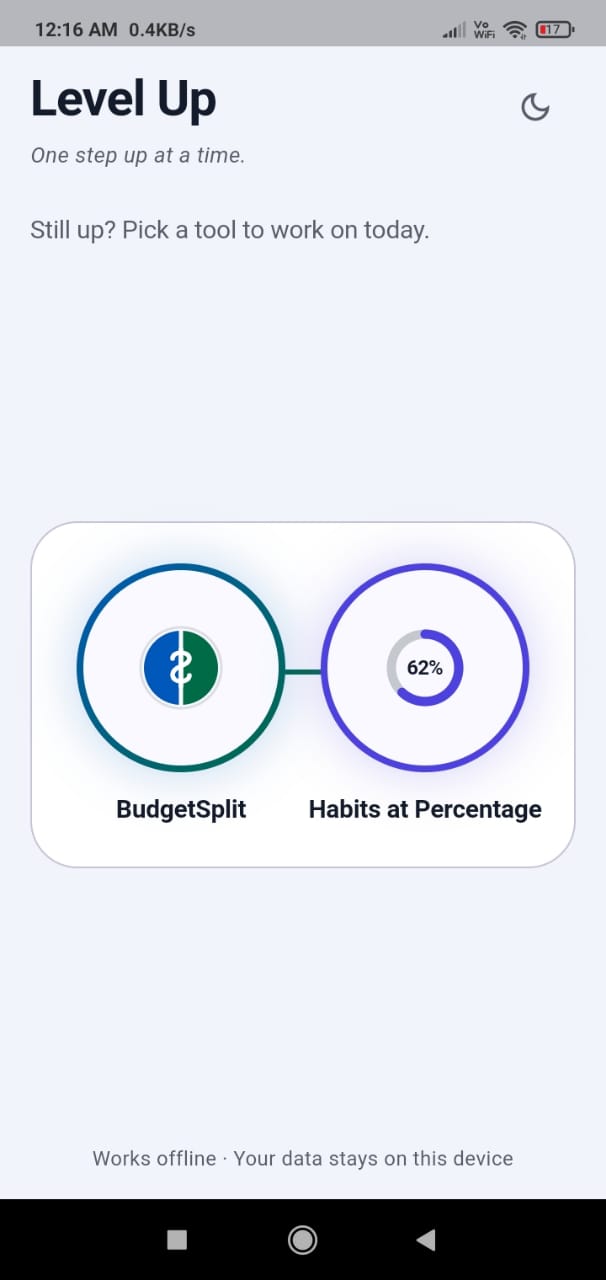 12:16 AM 0.4KB/s
Vo
WiFi
17
Level Up
One step up at a time.
Still up? Pick a tool to work on today.
62%
BudgetSplit
Habits at Percentage
Works offline · Your data stays on this device